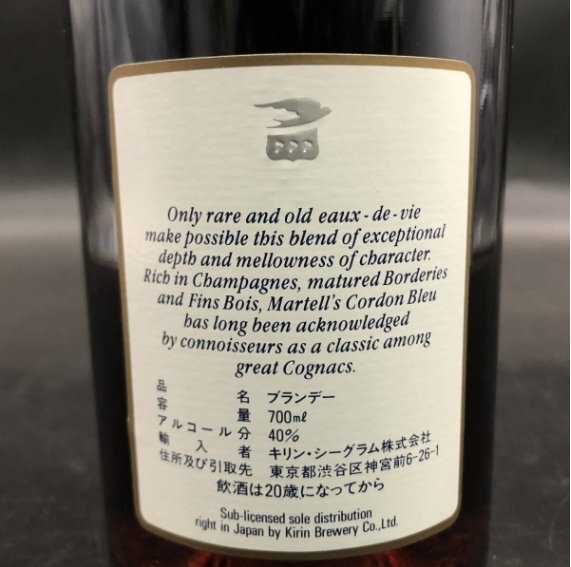 Only rare and old eaux-de-vie
make possible this blend of exceptional
depth and mellowness of character.
Rich in Champagnes, matured Borderies
and Fins Bois, Martell's Cordon Bleu
has long been acknowledged
by connoisseurs as a classic among
great Cognacs.
品名 ブランデー
容量 700mℓ
アルコール分 40%
輸入者 キリン・シーグラム株式会社
住所及び引取先 東京都渋谷区神宮前6-26-1
飲酒は20歳になってから
Sub-licensed sole distribution
right in Japan by Kirin Brewery Co.,Ltd.